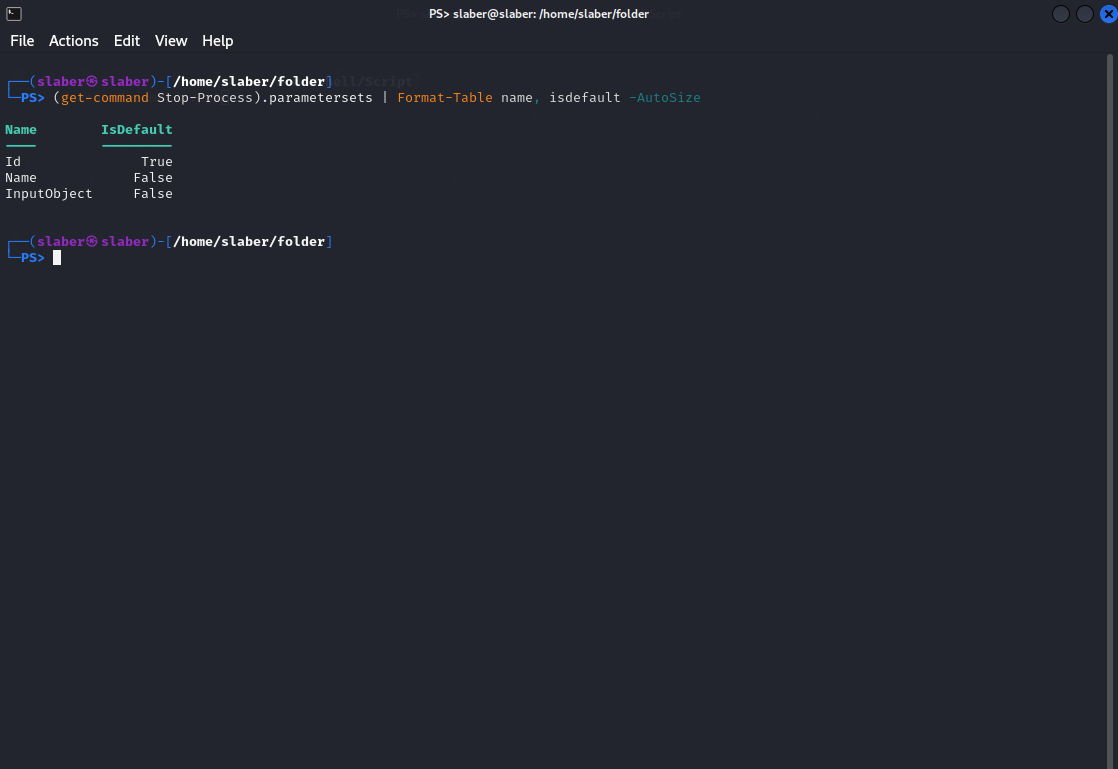 PS> slaber@slaber: /home/slaber/folder
File Actions Edit View Help
┌──(slaber㉿slaber)-[/home/slaber/folder]
└─PS> (get-command Stop-Process).parametersets | Format-Table name, isdefault -AutoSize
Name IsDefault
---- ---------
Id True
Name False
InputObject False
┌──(slaber㉿slaber)-[/home/slaber/folder]
└─PS>